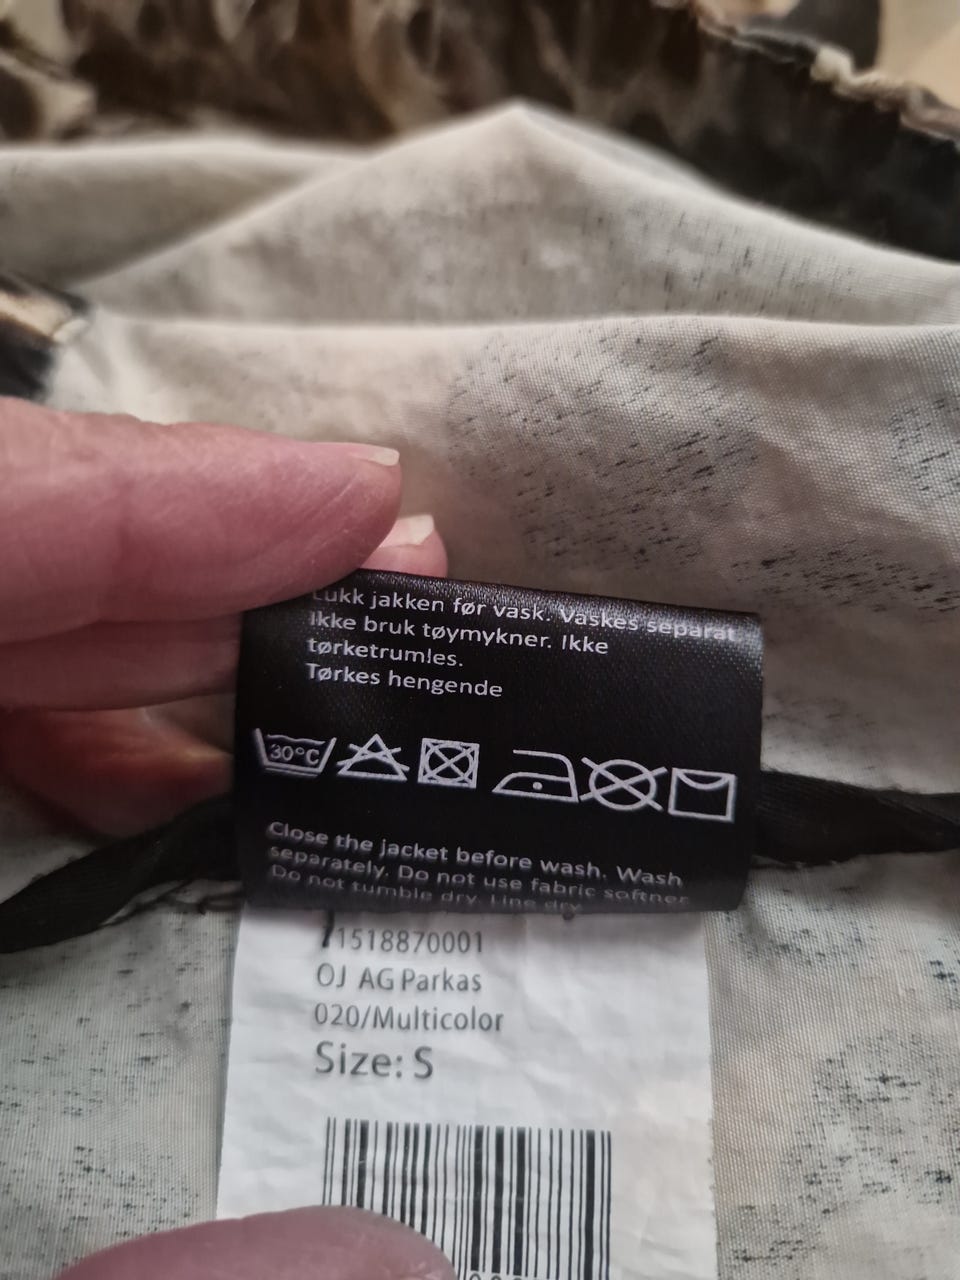 Lukk jakken før vask. Vaskes separat
Ikke bruk tøymykner. Ikke
tørketrumles.
Tørkes hengende
30°C
Close the jacket before wash. Wash
separately. Do not use fabric softner
Do not tumble dry. Line dry
71518870001
OJ AG Parkas
020/Multicolor
Size: S